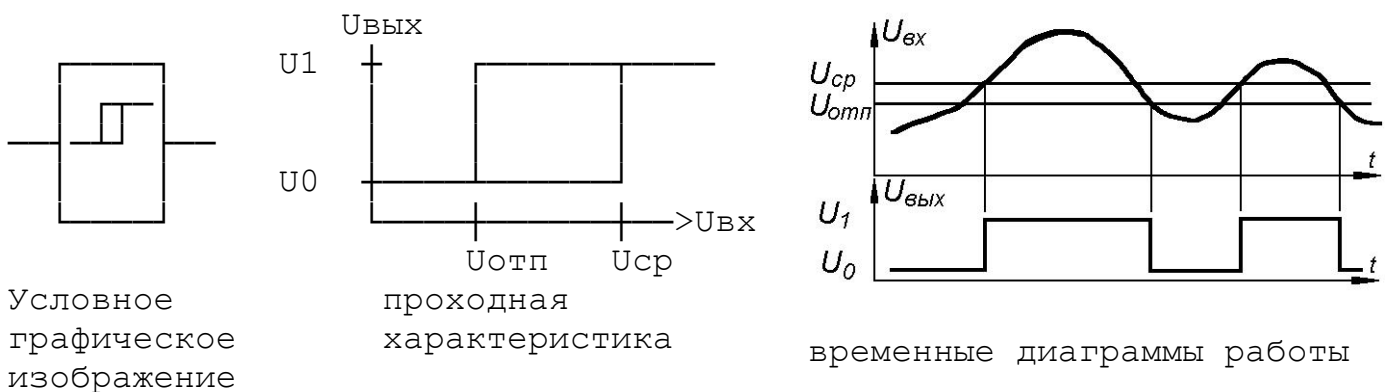 Uвых
U1
U0
>Uвх
Uотп Uср
Условное
графическое
изображение
проходная
характеристика
Uвх
Uср
Uотп
t
Uвых
U1
U0
t
временные диаграммы работы